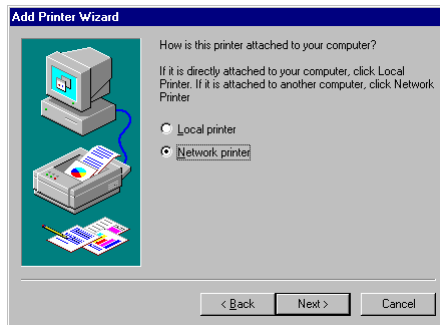 Add Printer Wizard
How is this printer attached to your computer?
If it is directly attached to your computer, click Local
Printer. If it is attached to another computer, click Network
Printer
Local printer
Network printer
< Back Next > Cancel